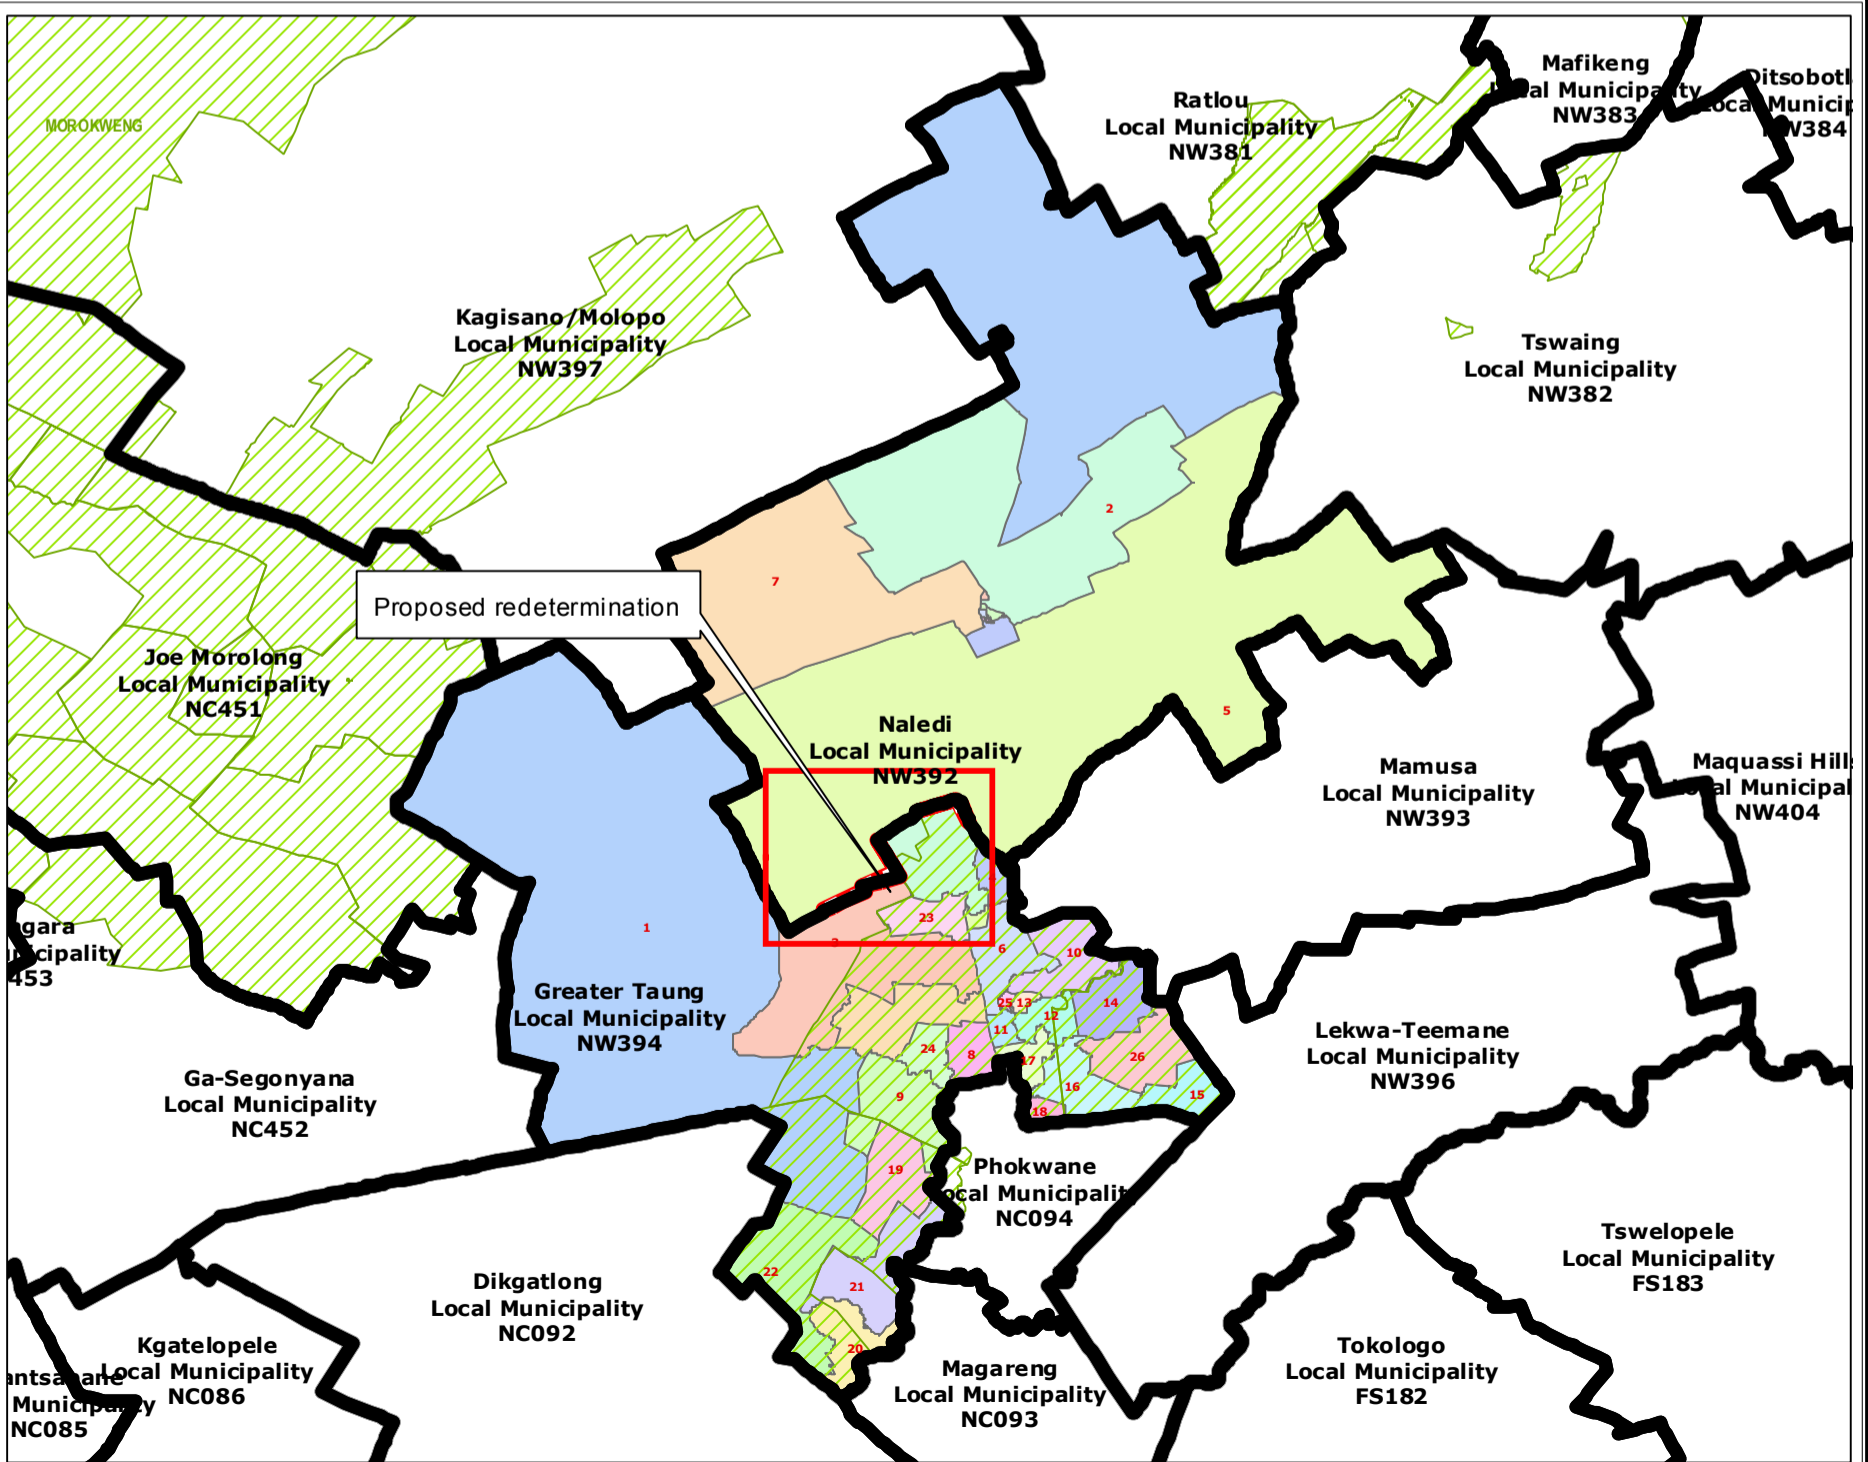 Mafikeng
Local Municipality
NW383
Ratlou
Local Municipality
NW381
MOROKWENG
Kagisano/Molopo
Local Municipality
NW397
Tswaing
Local Municipality
NW382
2
7
Proposed redetermination
Joe Morolong
Local Municipality
NC451
5
Naledi
Local Municipality
NW392
Mamusa
Local Municipality
NW393
Maquassi Hill
NW404
1
23
6
10
Greater Taung
Local Municipality
NW394
25
13
12
14
11
24
8
17
26
16
15
18
9
Lekwa-Teemane
Local Municipality
NW396
Ga-Segonyana
Local Municipality
NC452
19
Phokwane
NC094
22
21
20
Dikgatlong
Local Municipality
NC092
Tswelopele
Local Municipality
FS183
Kgatelopele
Local Municipality
NC086
NC085
Magareng
Local Municipality
NC093
Tokologo
Local Municipality
FS182